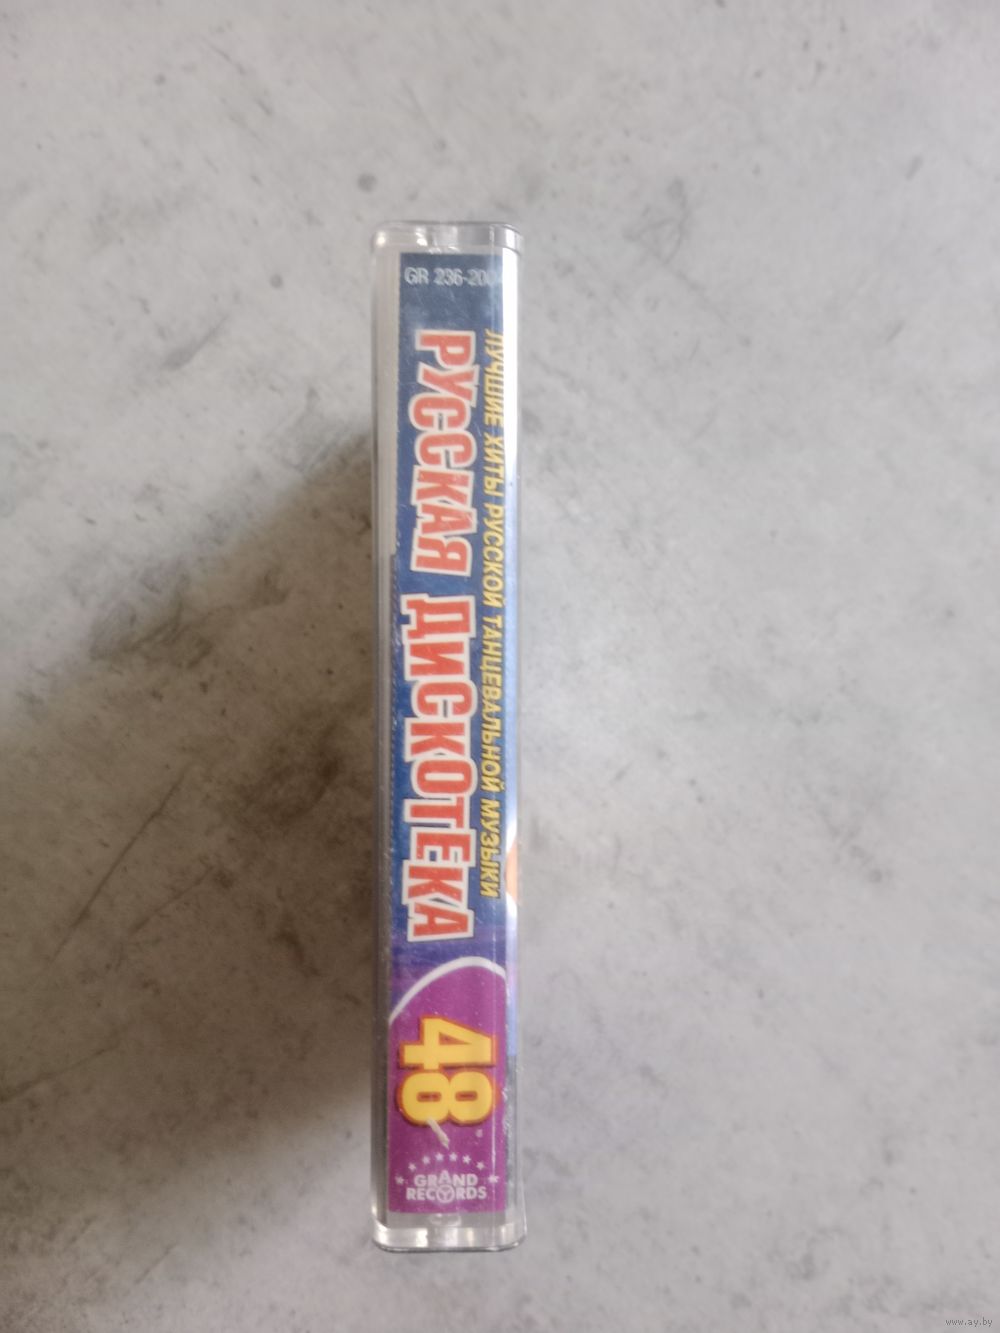 GR 236-200
ЛУЧШИЕ ХИТЫ РУССКОЙ ТАНЦЕВАЛЬНОЙ МУЗЫКИ
РУССКАЯ ДИСКОТЕКА
48
GRAND
RECORDS
www.ay.by